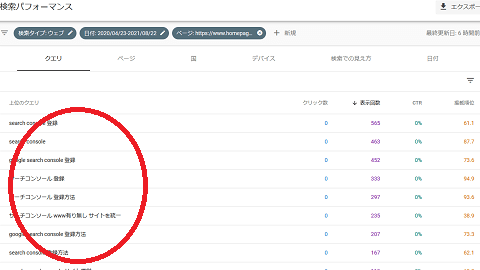 検索パフォーマンス
エクスポー
検索タイプ: ウェブ 日付: 2020/04/23-2021/08/22 ページ: https://www.homepag... + 新規
最終更新日: 6 時間前
クエリ ページ 国 デバイス 検索での見え方 日付
上位のクエリ クリック数 表示回数 CTR 掲載順位
search console 登録 0 565 0% 61.1
search console 0 463 0% 87.7
google search console 登録 0 452 0% 73.6
サーチコンソール 登録 0 333 0% 94.9
サーチコンソール 登録方法 0 297 0% 93.6
サーチコンソール www有り無し サイトを統一 0 235 0% 38.9
google search console 登録方法 0 207 0% 73.3
search console 登録方法 0 167 0% 62.1